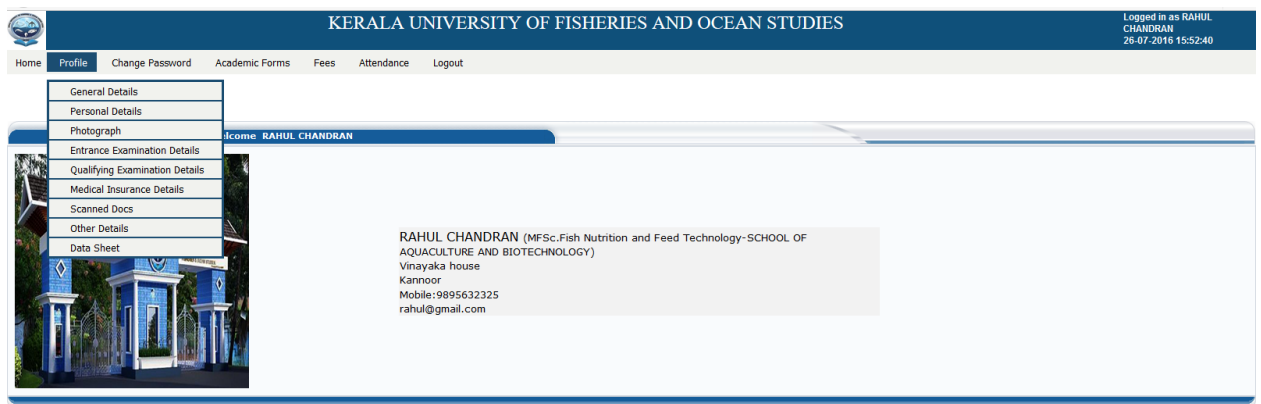 KERALA UNIVERSITY OF FISHERIES AND OCEAN STUDIES
Logged in as RAHUL
CHANDRAN
26-07-2016 15:52:40
Home Profile Change Password Academic Forms Fees Attendance Logout
General Details
Personal Details
Photograph
Entrance Examination Details
Qualifying Examination Details
Medical Insurance Details
Scanned Docs
Other Details
Data Sheet
elcome RAHUL CHANDRAN
RAHUL CHANDRAN (MFSc.Fish Nutrition and Feed Technology-SCHOOL OF
AQUACULTURE AND BIOTECHNOLOGY)
Vinayaka house
Kannoor
Mobile:9895632325
rahul@gmail.com